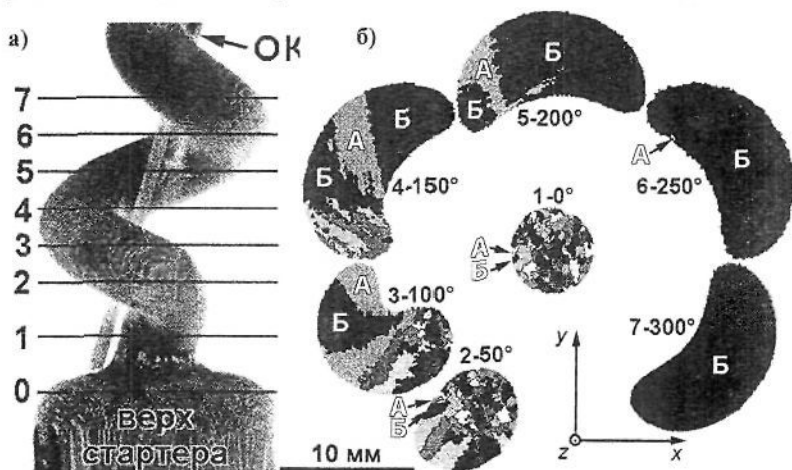 а)
ОК
7
6
5
4
3
2
1
0
верх
стартера
10 мм
б)
А
Б
Б
5-200°
А
Б
Б
4-150°
А
Б
6-250°
1-0°
А
Б
А
Б
3-100°
2-50°
А
Б
Б
7-300°
y
z
x